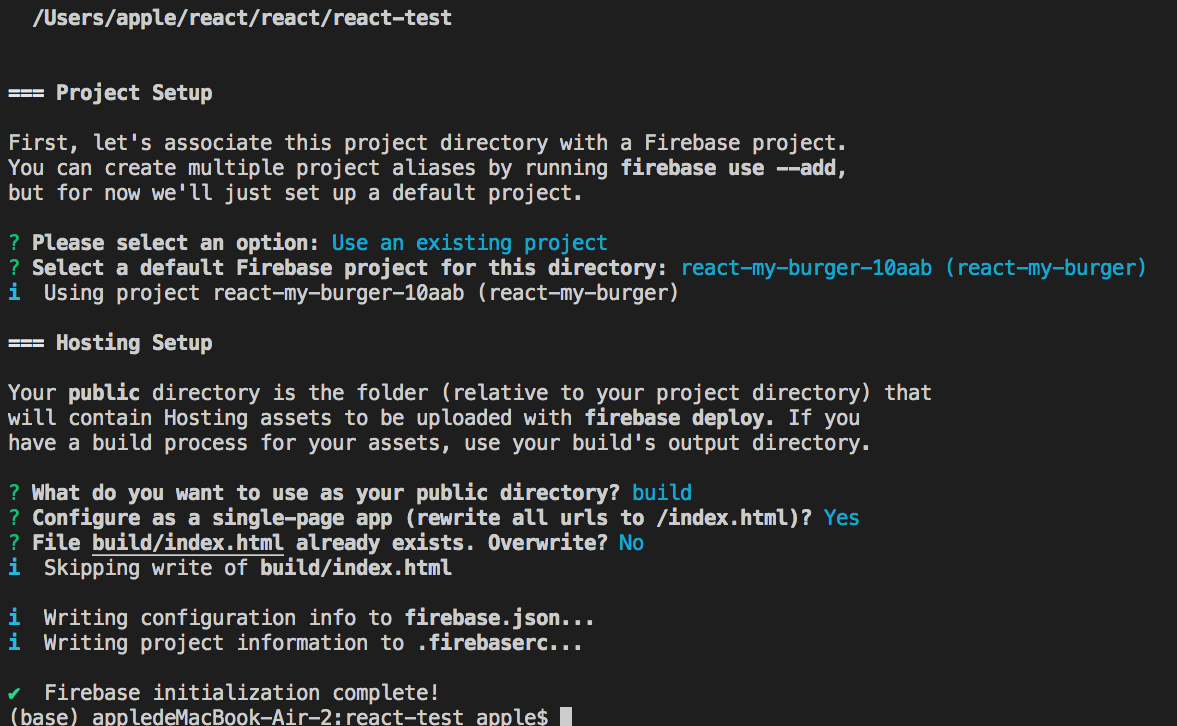 /Users/apple/react/react/react-test
=== Project Setup
First, let's associate this project directory with a Firebase project.
You can create multiple project aliases by running firebase use --add,
but for now we'll just set up a default project.
? Please select an option: Use an existing project
? Select a default Firebase project for this directory: react-my-burger-10aab (react-my-burger)
i  Using project react-my-burger-10aab (react-my-burger)
=== Hosting Setup
Your public directory is the folder (relative to your project directory) that
will contain Hosting assets to be uploaded with firebase deploy. If you
have a build process for your assets, use your build's output directory.
? What do you want to use as your public directory? build
? Configure as a single-page app (rewrite all urls to /index.html)? Yes
? File build/index.html already exists. Overwrite? No
i  Skipping write of build/index.html
i  Writing configuration info to firebase.json...
i  Writing project information to .firebaserc...
✔  Firebase initialization complete!
(base) appledeMacBook-Air-2:react-test apple$